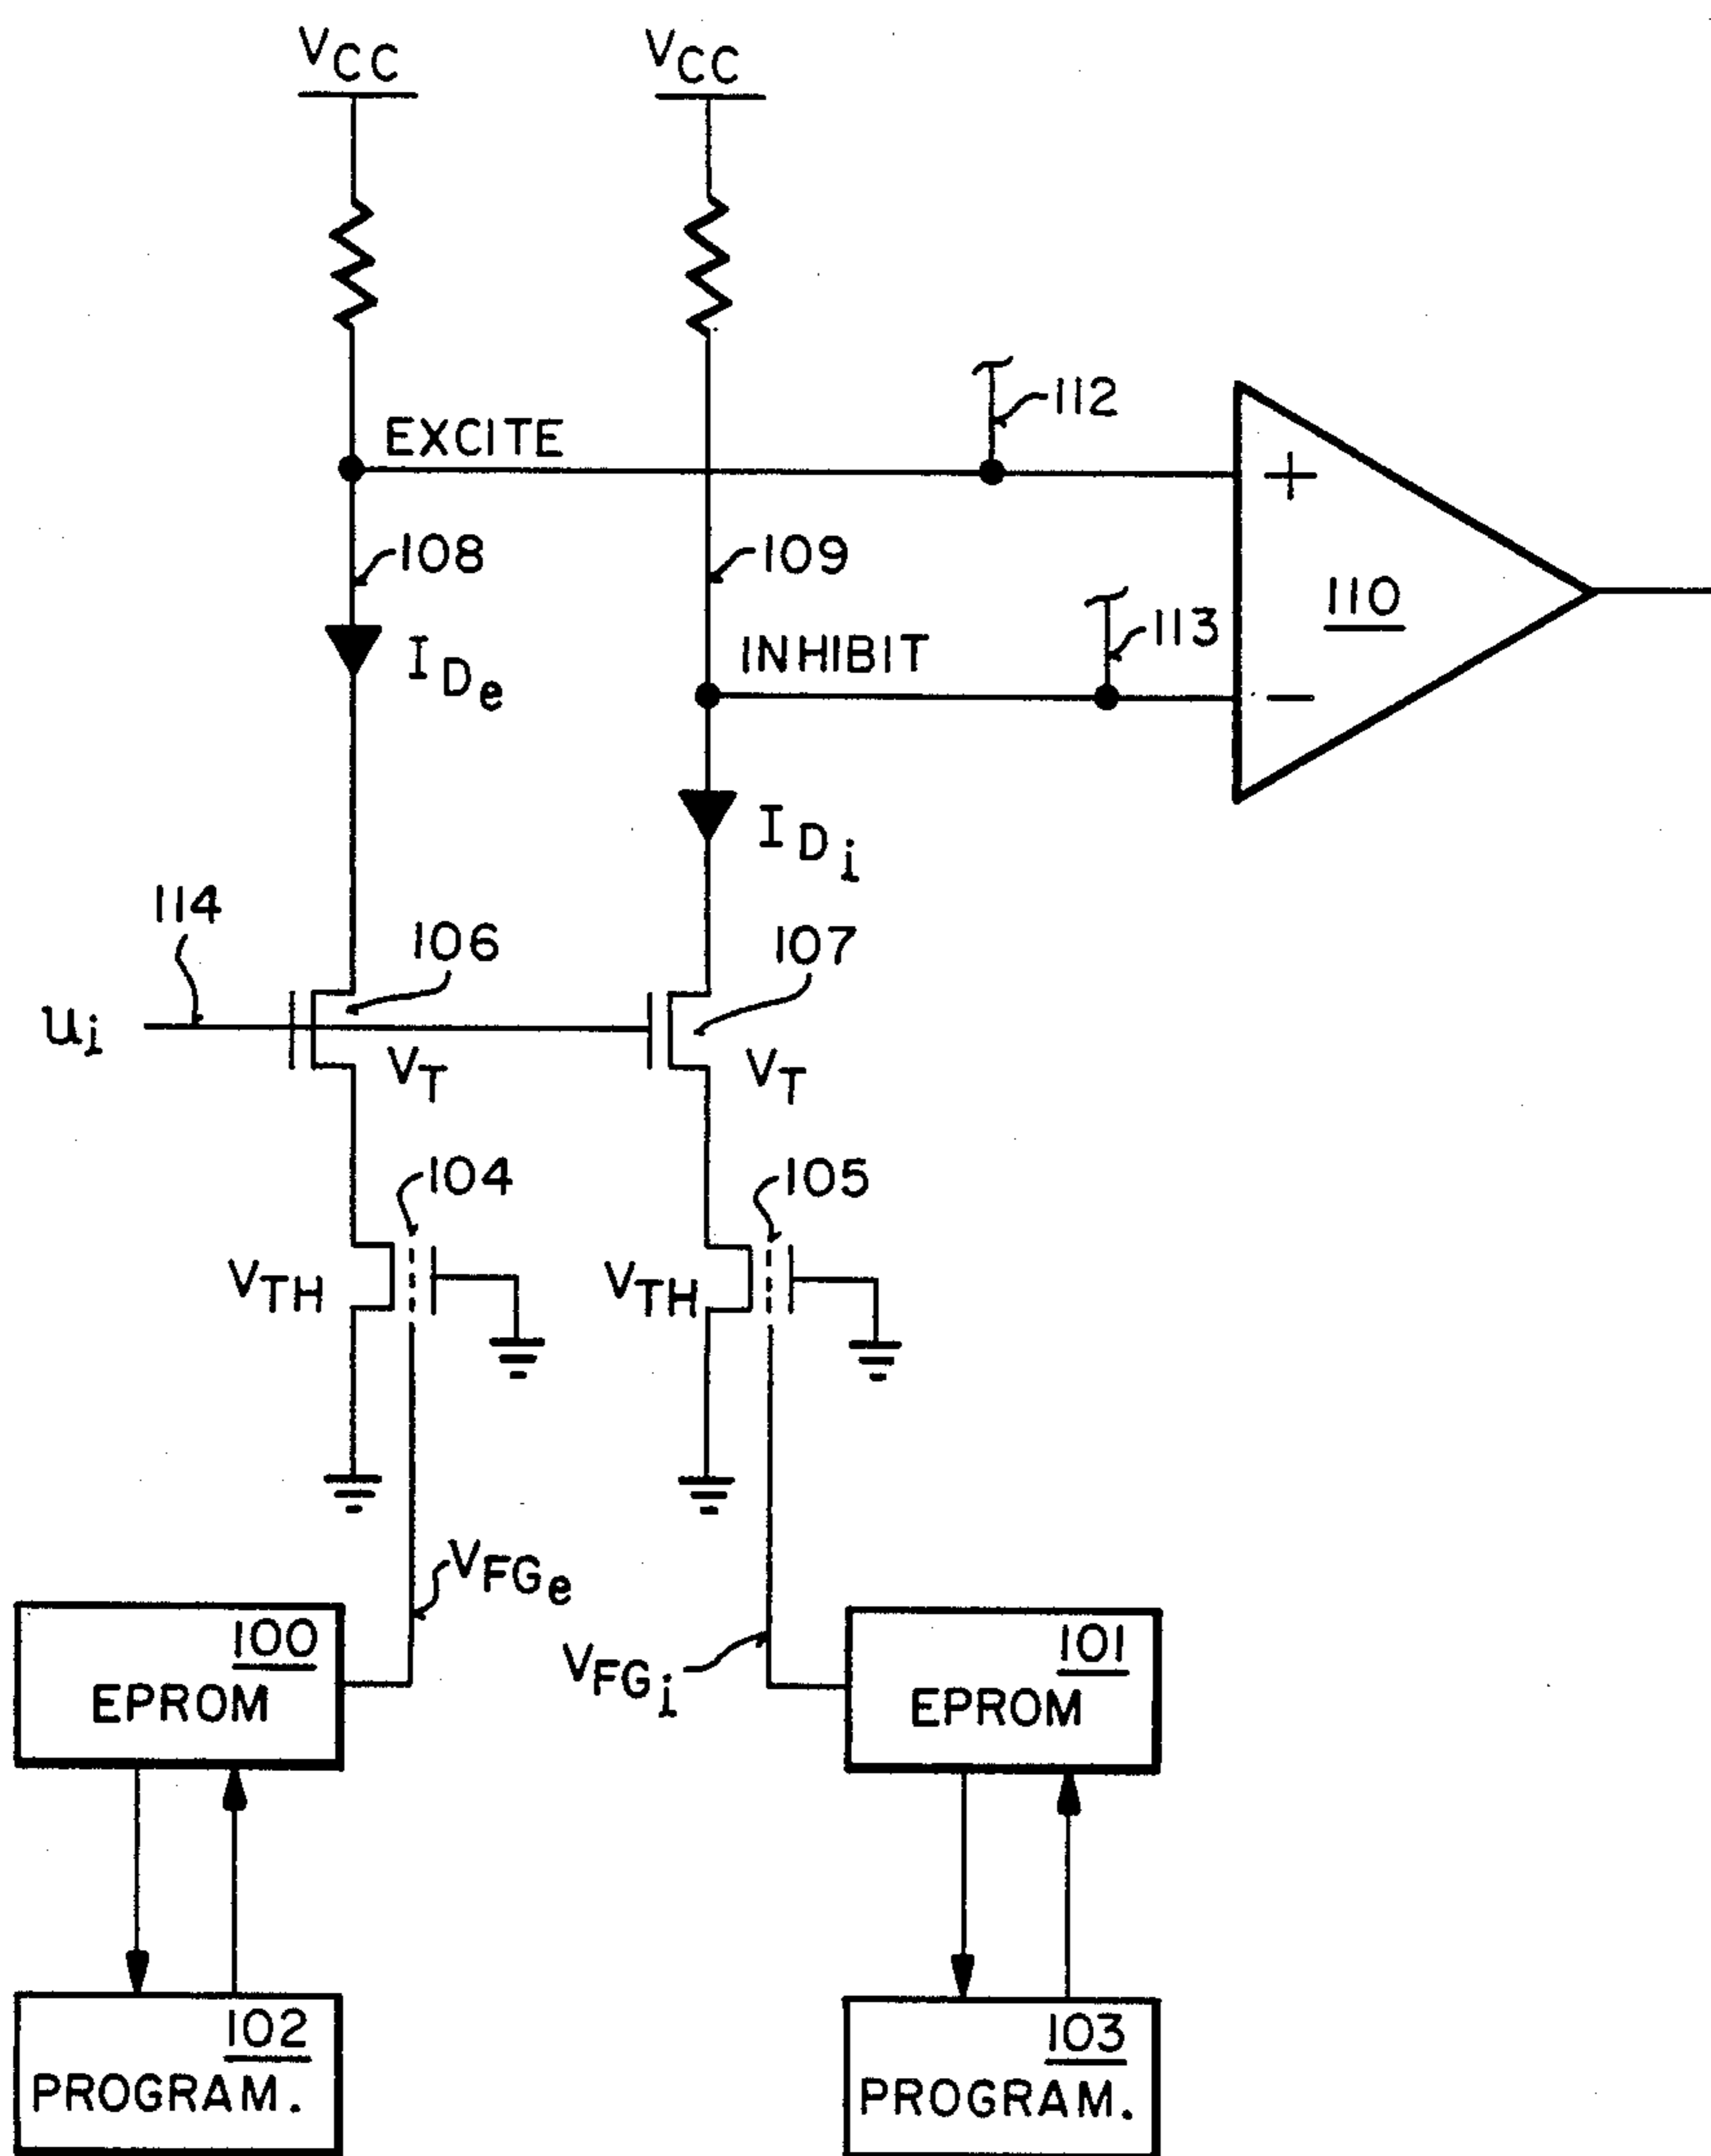 VCC
VCC
112
EXCITE
+
108
109
110
113
IDe
INHIBIT
−
IDi
114
106
107
ui
VT
VT
104
105
VTH
VTH
VFGe
100
EPROM
VFGi
101
EPROM
102
PROGRAM.
103
PROGRAM.